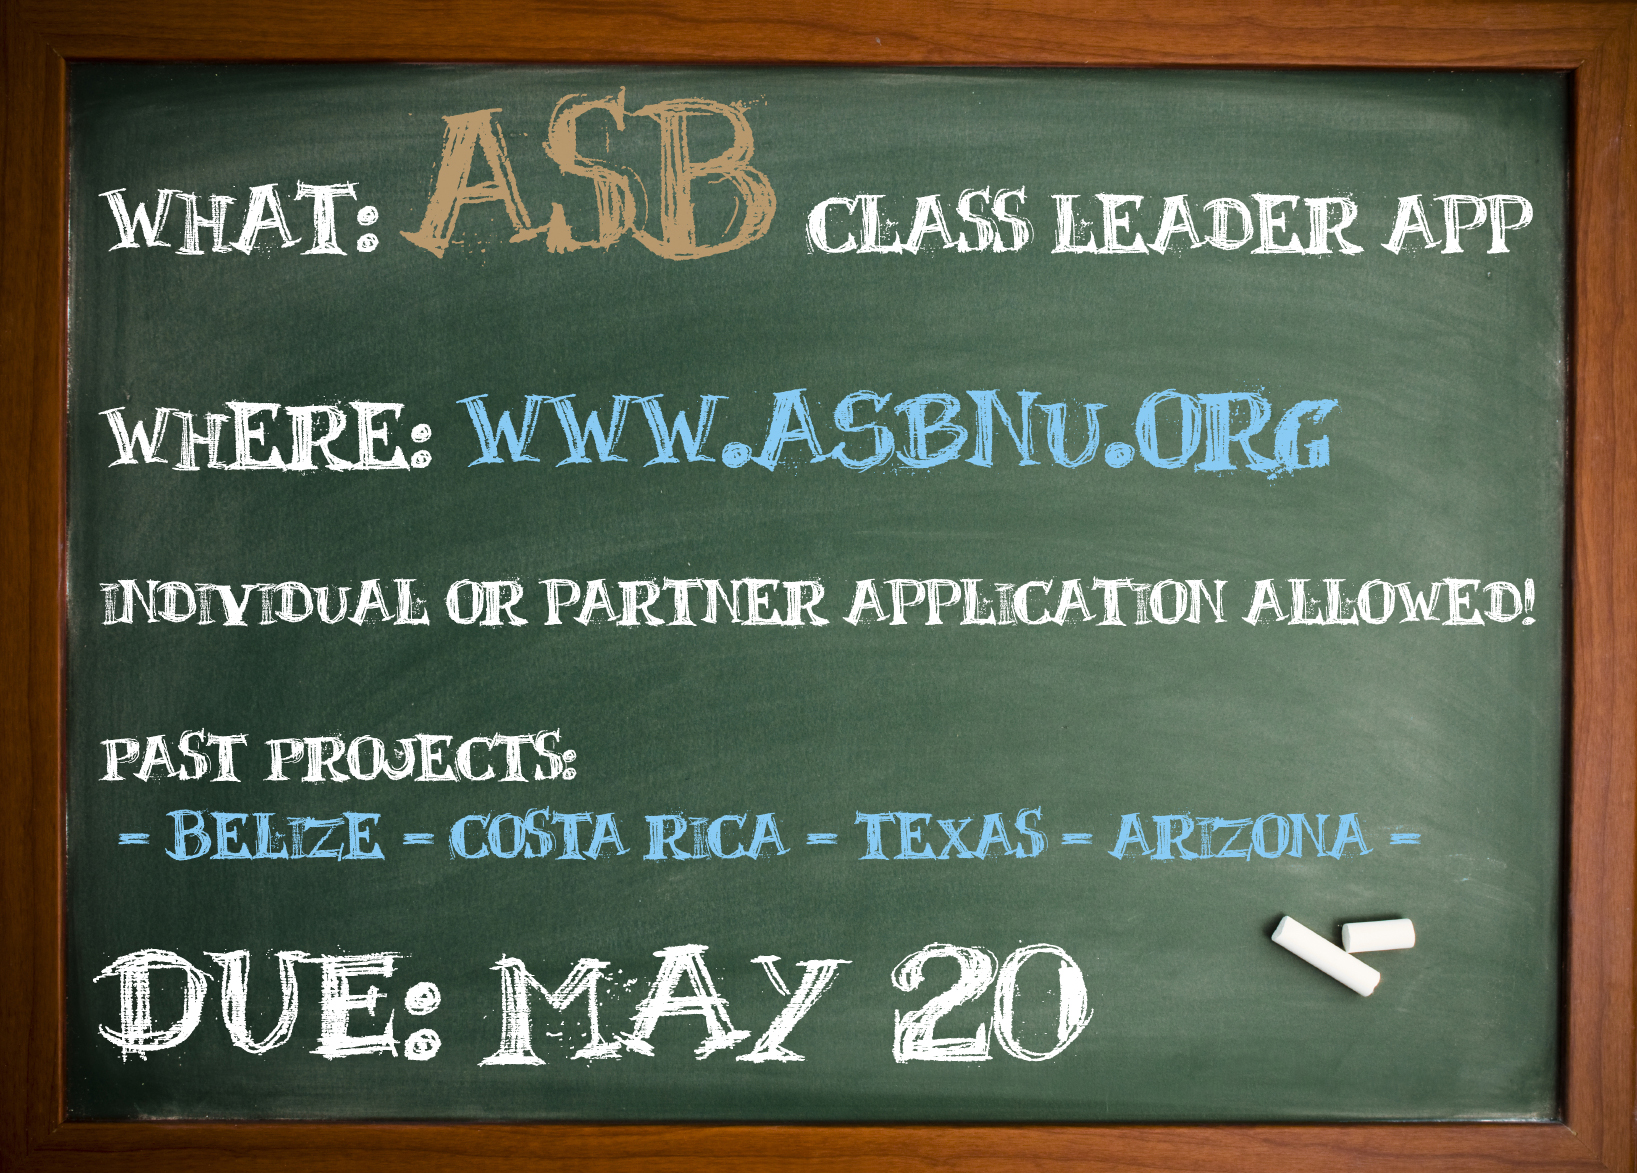 WHAT: ASB CLASS LEADER APP
WHERE: WWW.ASBNU.ORG
INDIVIDUAL OR PARTNER APPLICATION ALLOWED!
PAST PROJECTS:
- BELIZE - COSTA RICA - TEXAS - ARIZONA -
DUE: MAY 20